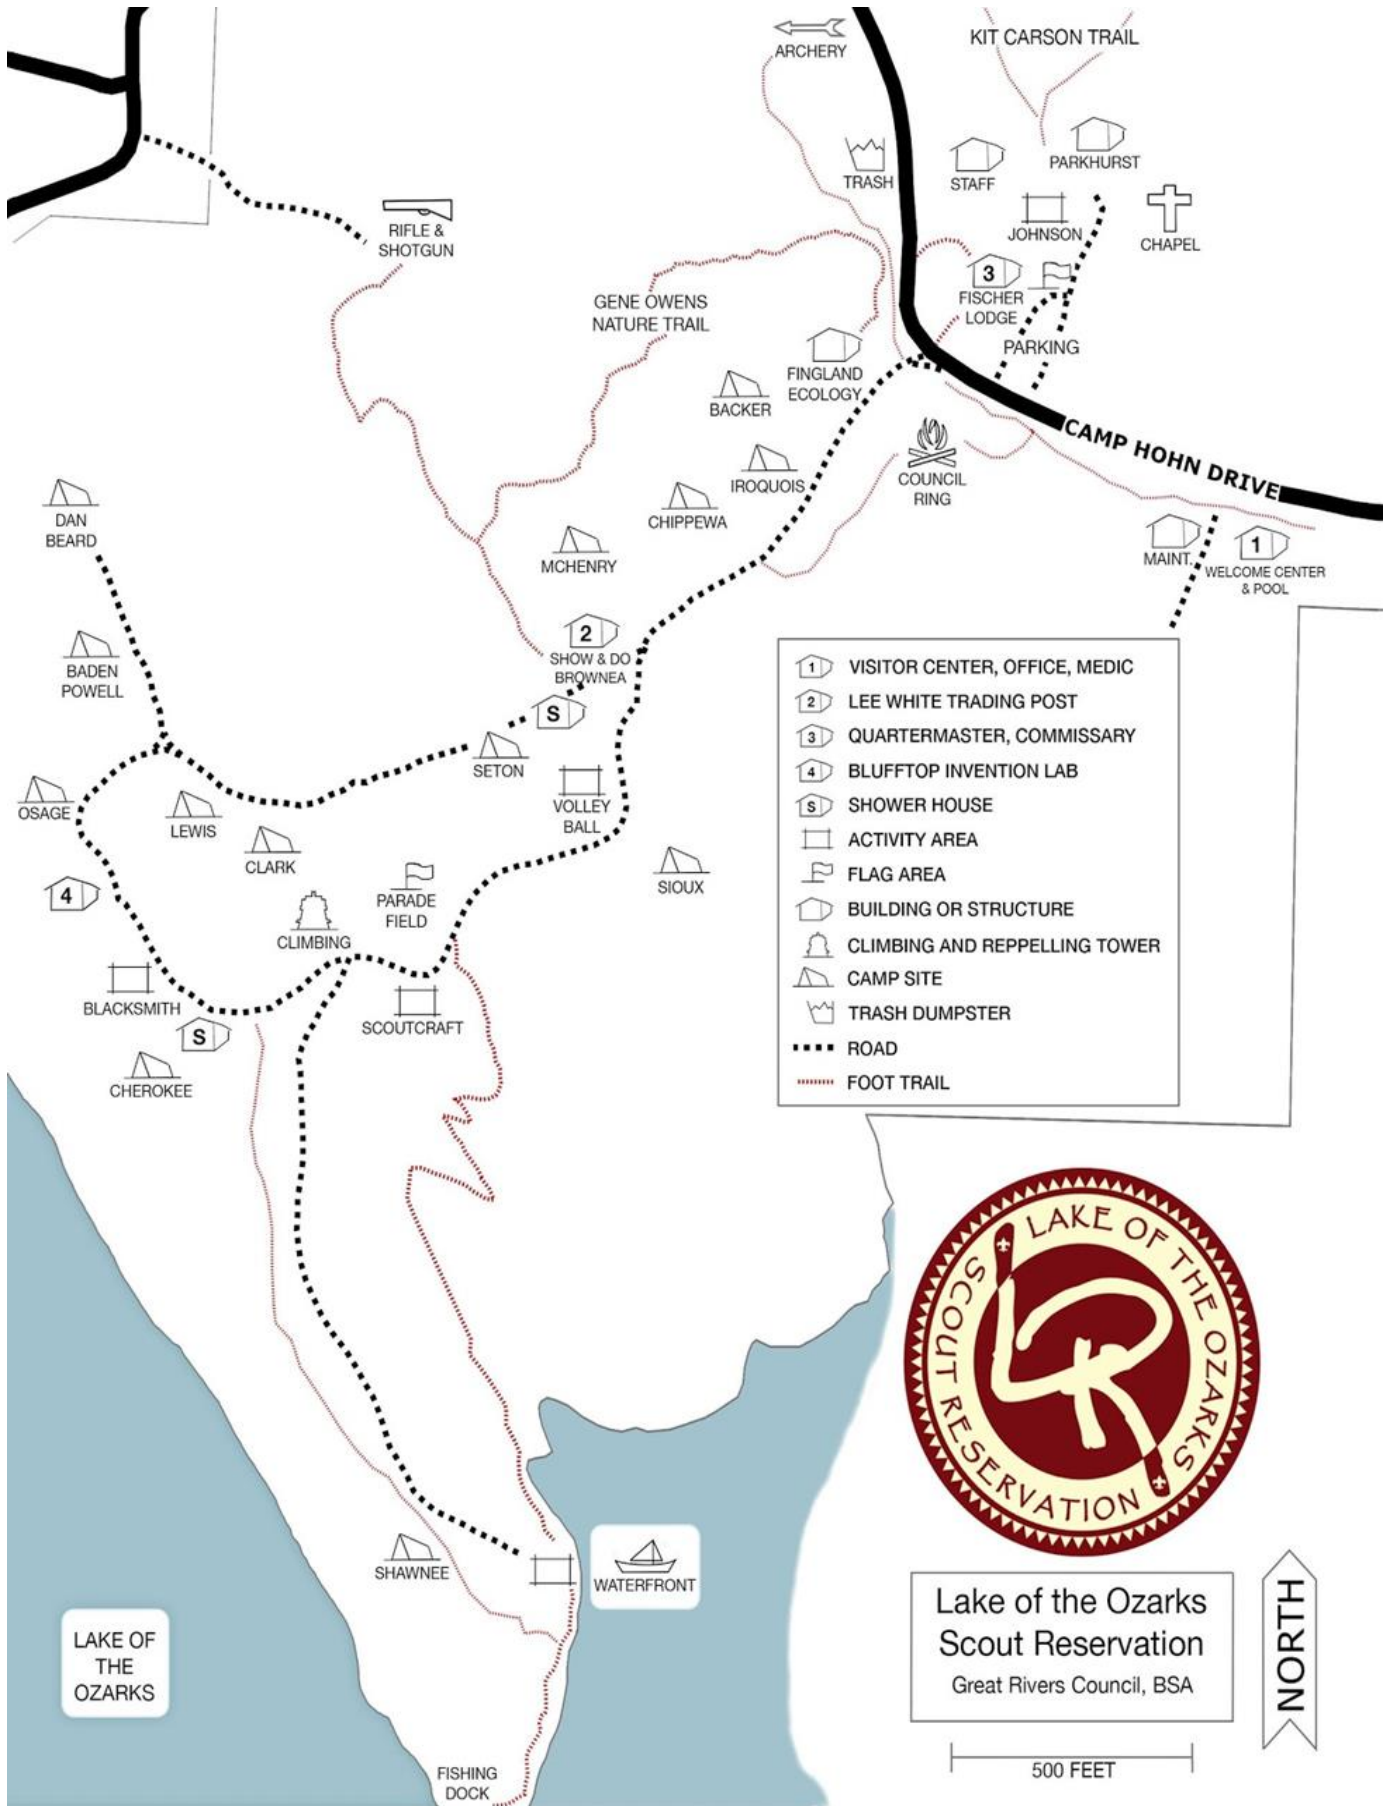 ARCHERY
KIT CARSON TRAIL
TRASH
STAFF
PARKHURST
JOHNSON
CHAPEL
RIFLE &
SHOTGUN
3
FISCHER
LODGE
GENE OWENS
NATURE TRAIL
PARKING
FINGLAND
ECOLOGY
BACKER
CAMP HOHN DRIVE
IROQUOIS
COUNCIL
RING
CHIPPEWA
DAN
BEARD
MCHENRY
MAINT.
1
WELCOME CENTER
& POOL
2
SHOW & DO
BROWNEA
BADEN
POWELL
S
SETON
OSAGE
LEWIS
VOLLEY
BALL
CLARK
SIOUX
4
PARADE
FIELD
CLIMBING
BLACKSMITH
SCOUTCRAFT
S
CHEROKEE
1 VISITOR CENTER, OFFICE, MEDIC
2 LEE WHITE TRADING POST
3 QUARTERMASTER, COMMISSARY
4 BLUFFTOP INVENTION LAB
S SHOWER HOUSE
ACTIVITY AREA
FLAG AREA
BUILDING OR STRUCTURE
CLIMBING AND REPPELLING TOWER
CAMP SITE
TRASH DUMPSTER
ROAD
FOOT TRAIL
LAKE OF THE OZARKS
SCOUT RESERVATION
LR
SHAWNEE
WATERFRONT
LAKE OF
THE
OZARKS
FISHING
DOCK
Lake of the Ozarks
Scout Reservation
Great Rivers Council, BSA
NORTH
500 FEET